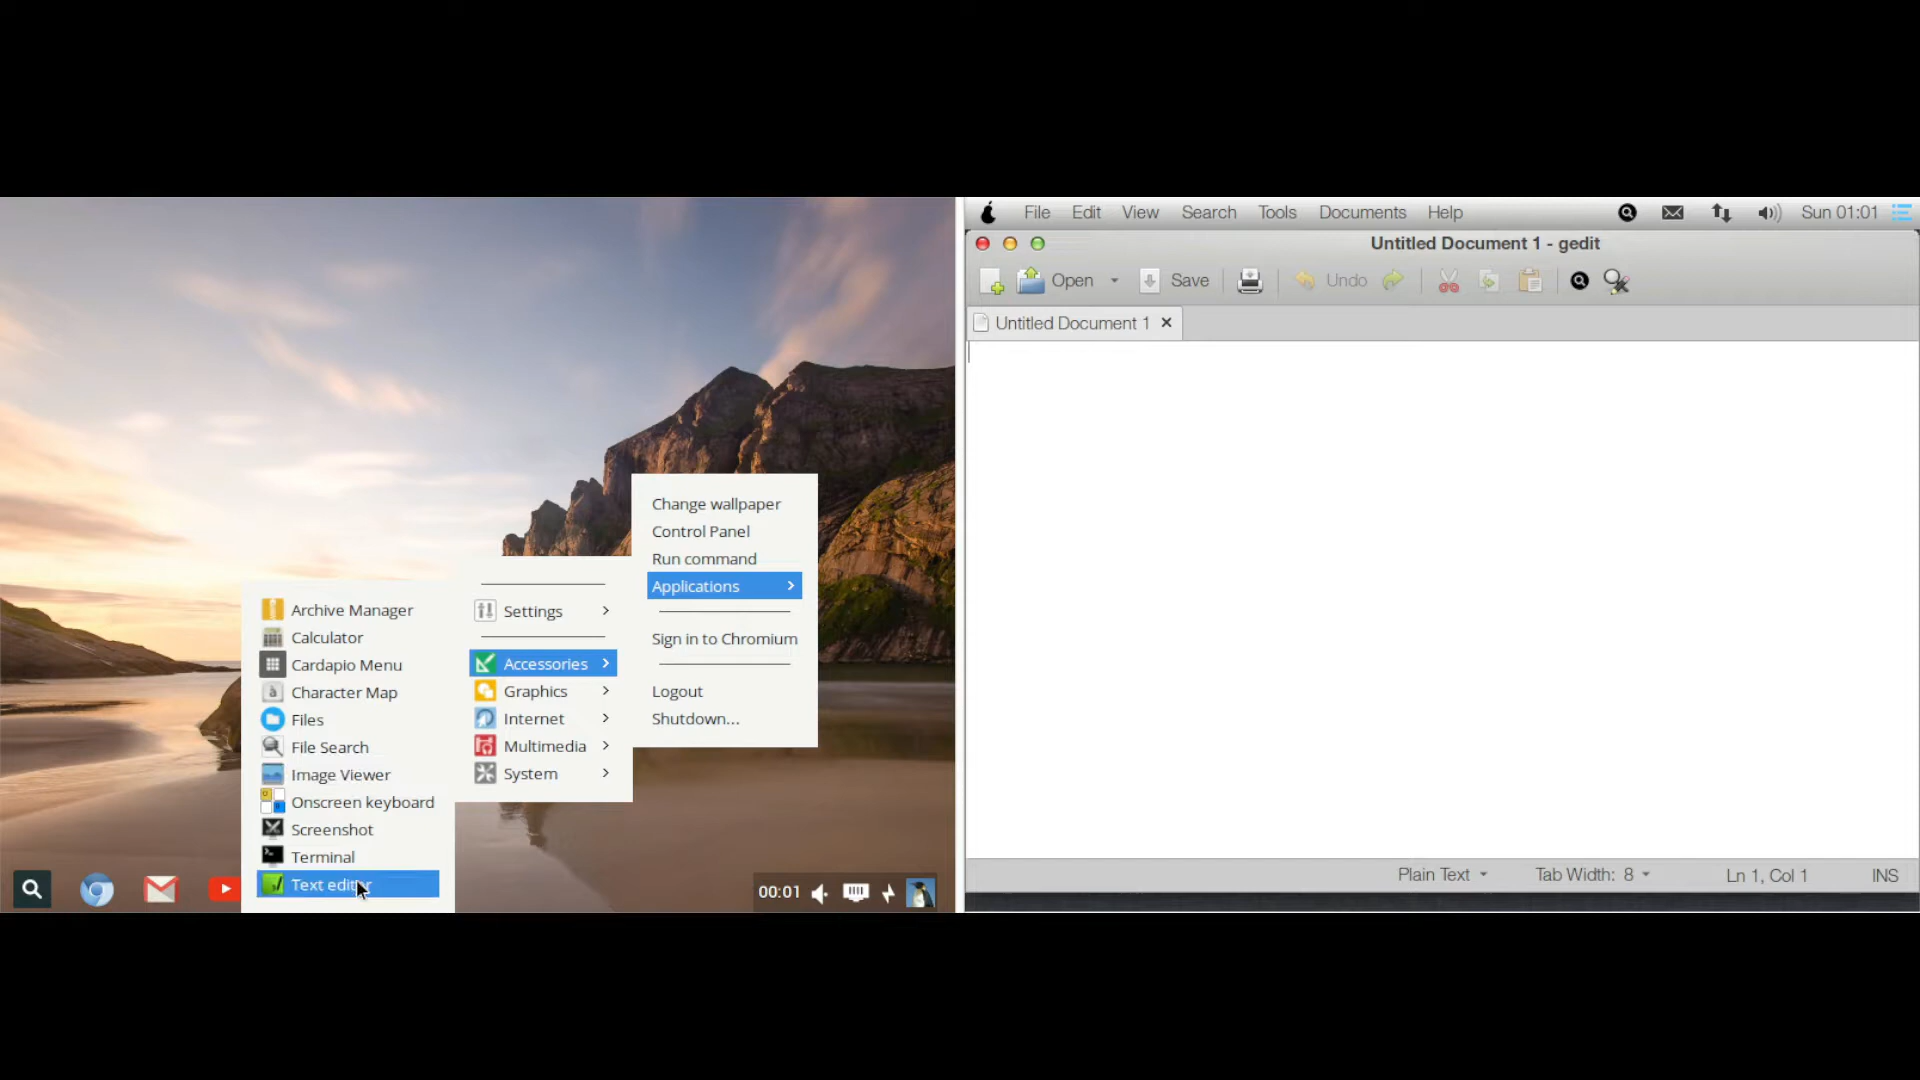 Change wallpaper
Control Panel
Run command
Applications
Sign in to Chromium
Logout
Shutdown...
Settings
Accessories
Graphics
Internet
Multimedia
System
Archive Manager
Calculator
Cardapio Menu
Character Map
Files
File Search
Image Viewer
Onscreen keyboard
Screenshot
Terminal
Text editor
00:01
File Edit View Search Tools Documents Help Sun 01:01
Untitled Document 1 - gedit
Open Save Undo
Untitled Document 1
Plain Text Tab Width: 8 Ln 1, Col 1 INS